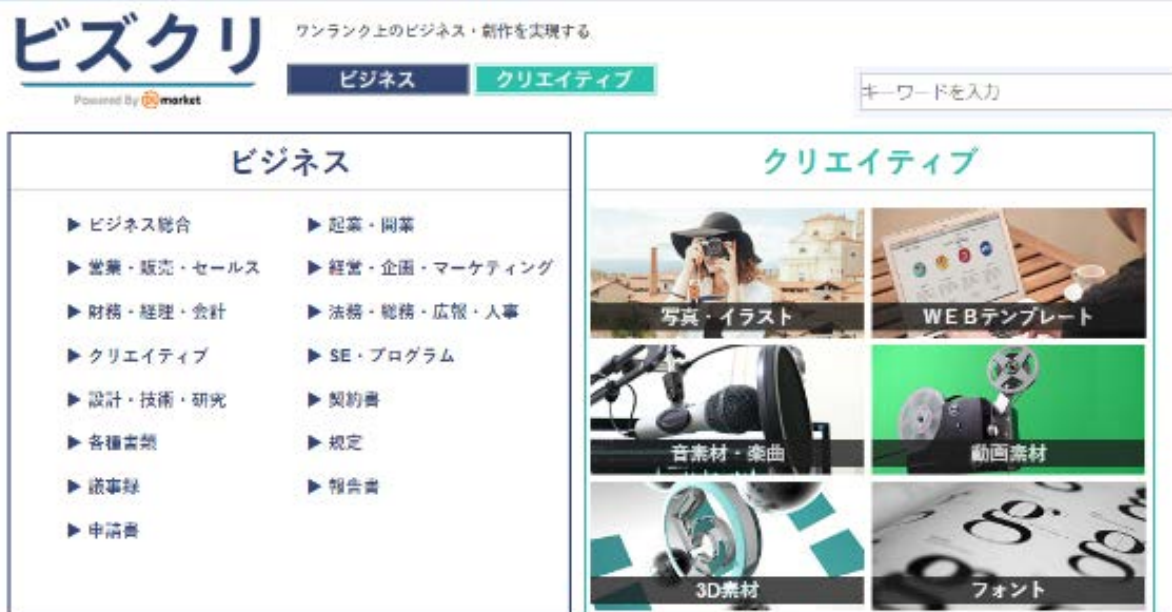 ビズクリ
Powered By market
ワンランク上のビジネス・創作を実現する
ビジネス
クリエイティブ
キーワードを入力
ビジネス
▶ ビジネス総合
▶ 起業・開業
▶ 営業・販売・セールス
▶ 経営・企画・マーケティング
▶ 財務・経理・会計
▶ 法務・総務・広報・人事
▶ クリエイティブ
▶ SE・プログラム
▶ 設計・技術・研究
▶ 契約書
▶ 各種書類
▶ 規定
▶ 議事録
▶ 報告書
▶ 申請書
クリエイティブ
写真・イラスト
WEBテンプレート
音素材・楽曲
動画素材
3D素材
フォント